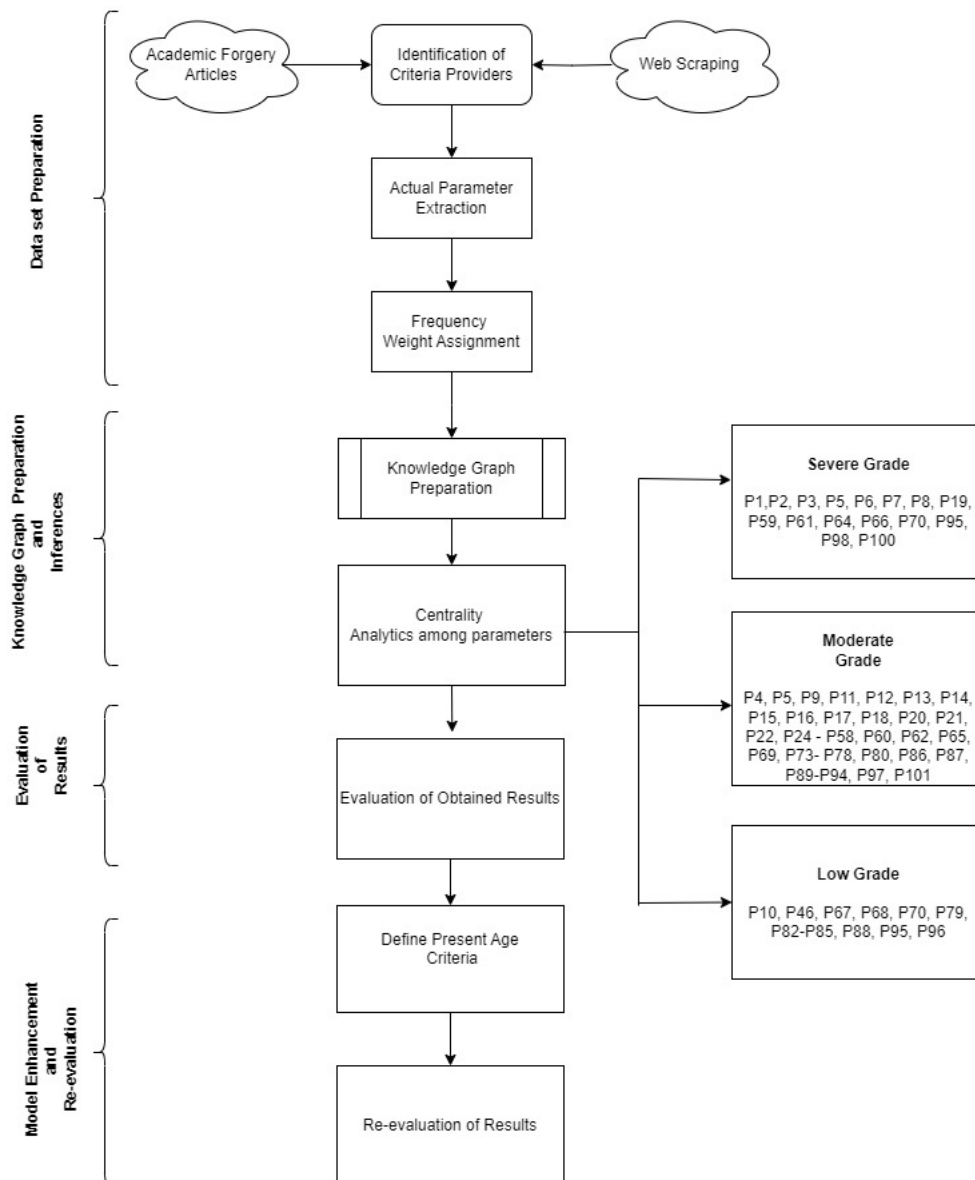 Academic Forgery
Articles
Identification of
Criteria Providers
Web Scraping
Data set Preparation
Actual Parameter
Extraction
Frequency
Weight Assignment
Knowledge Graph Preparation
and
Inferences
Knowledge Graph
Preparation
Centrality
Analytics among parameters
Severe Grade
P1,P2, P3, P5, P6, P7, P8, P19,
P59, P61, P64, P66, P70, P95,
P98, P100
Moderate
Grade
P4, P5, P9, P11, P12, P13, P14,
P15, P16, P17, P18, P20, P21,
P22, P24 - P58, P60, P62, P65,
P69, P73- P78, P80, P86, P87,
P89-P94, P97, P101
Low Grade
P10, P46, P67, P68, P70, P79,
P82-P85, P88, P95, P96
Evaluation
of
Results
Evaluation of Obtained Results
Model Enhancement
and
Re-evaluation
Define Present Age
Criteria
Re-evaluation of Results